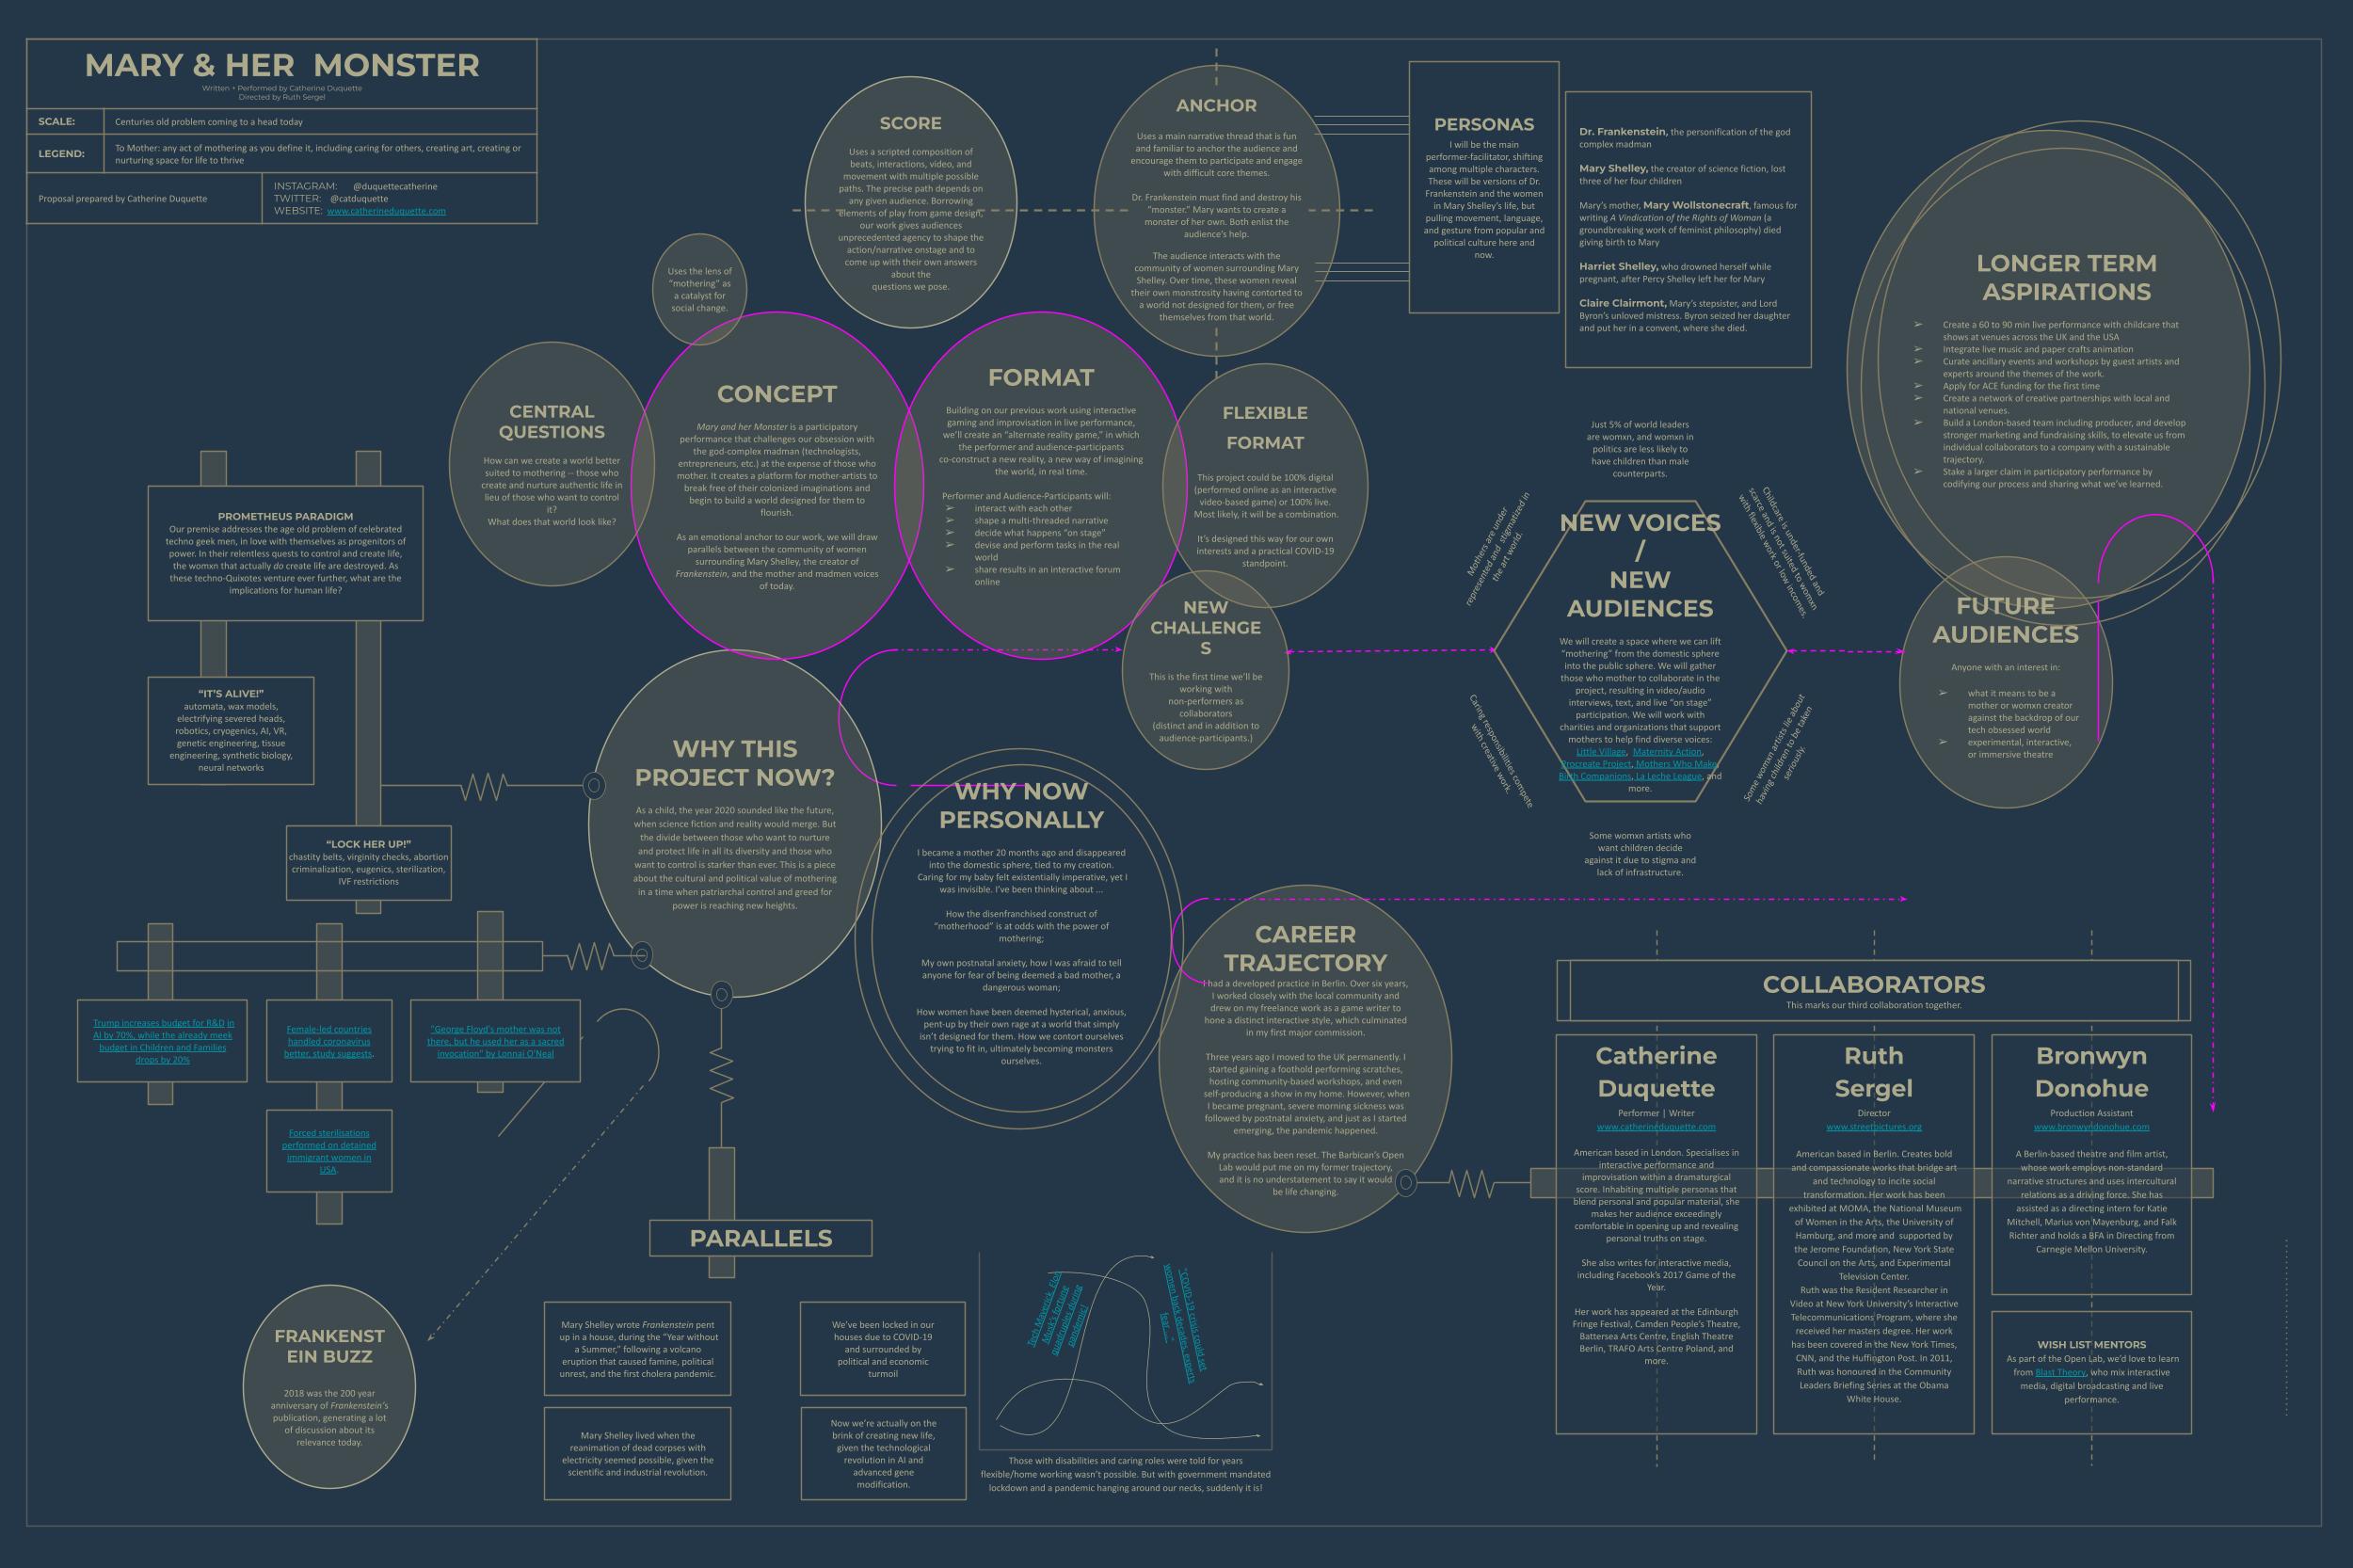 MARY & HER  MONSTER
Written + Performed by Catherine Duquette
Directed by Ruth Sergel
SCALE:
Centuries old problem coming to a head today
LEGEND:
To Mother: any act of mothering as you define it, including caring for others, creating art, creating or
nurturing space for life to thrive
Proposal prepared by Catherine Duquette
INSTAGRAM: @duquettecatherine
TWITTER: @catduquette
WEBSITE: www.catherineduquette.com
SCORE
Uses a scripted composition of
beats, interactions, video, and
movement with multiple possible
paths. The precise path depends on
any given audience. Borrowing
elements of play from game design,
our work gives audiences
unprecedented agency to shape the
action/narrative onstage and to
come up with their own answers
about the
questions we pose.
ANCHOR
Uses a main narrative thread that is fun
and familiar to anchor the audience and
encourage them to participate and engage
with difficult core themes.
Dr. Frankenstein must find and destroy his
“monster.” Mary wants to create a
monster of her own. Both enlist the
audience’s help.
The audience interacts with the
community of women surrounding Mary
Shelley. Over time, these women reveal
their own monstrosity having contorted to
a world not designed for them, or free
themselves from that world.
PERSONAS
I will be the main
performer-facilitator, shifting
among multiple characters.
These will be versions of Dr.
Frankenstein and the women
in Mary Shelley’s life, but
pulling movement, language,
and gesture from popular and
political culture here and
now.
Dr. Frankenstein, the personification of the god
complex madman
Mary Shelley, the creator of science fiction, lost
three of her four children
Mary’s mother, Mary Wollstonecraft, famous for
writing A Vindication of the Rights of Woman (a
groundbreaking work of feminist philosophy) died
giving birth to Mary
Harriet Shelley, who drowned herself while
pregnant, after Percy Shelley left her for Mary
Claire Clairmont, Mary’s stepsister, and Lord
Byron’s unloved mistress. Byron seized her daughter
and put her in a convent, where she died.
LONGER TERM
ASPIRATIONS
➢ Create a 60 to 90 min live performance with childcare that
shows at venues across the UK and the USA
➢ Integrate live music and paper crafts animation
➢ Curate ancillary events and workshops by guest artists and
experts around the themes of the work.
➢ Apply for ACE funding for the first time
➢ Create a network of creative partnerships with local and
national venues.
➢ Build a London-based team including producer, and develop
stronger marketing and fundraising skills, to elevate us from
individual collaborators to a company with a sustainable
trajectory.
➢ Stake a larger claim in participatory performance by
codifying our process and sharing what we’ve learned.
Uses the lens of
“mothering” as
a catalyst for
social change.
CENTRAL
QUESTIONS
How can we create a world better
suited to mothering -- those who
create and nurture authentic life in
lieu of those who want to control
it?
What does that world look like?
CONCEPT
Mary and her Monster is a participatory
performance that challenges our obsession with
the god-complex madman (technologists,
entrepreneurs, etc.) at the expense of those who
mother. It creates a platform for mother-artists to
break free of their colonized imaginations and
begin to build a world designed for them to
flourish.
As an emotional anchor to our work, we will draw
parallels between the community of women
surrounding Mary Shelley, the creator of
Frankenstein, and the mother and madmen voices
of today.
FORMAT
Building on our previous work using interactive
gaming and improvisation in live performance,
we’ll create an “alternate reality game,” in which
the performer and audience-participants
co-construct a new reality, a new way of imagining
the world, in real time.
Performer and Audience-Participants will:
➢ interact with each other
➢ shape a multi-threaded narrative
➢ decide what happens “on stage”
➢ devise and perform tasks in the real
world
➢ share results in an interactive forum
online
FLEXIBLE
FORMAT
This project could be 100% digital
(performed online as an interactive
video-based game) or 100% live.
Most likely, it will be a combination.
It’s designed this way for our own
interests and a practical COVID-19
standpoint.
NEW
CHALLENGE
S
This is the first time we’ll be
working with
non-performers as
collaborators
(distinct and in addition to
audience-participants.)
Just 5% of world leaders
are womxn, and womxn in
politics are less likely to
have children than male
counterparts.
Mothers are under
represented and stigmatized in
the art world.
Childcare is under-funded and
scarce and is not suited to womxn
with flexible work or low incomes.
NEW VOICES
/
NEW
AUDIENCES
We will create a space where we can lift
“mothering” from the domestic sphere
into the public sphere. We will gather
those who mother to collaborate in the
project, resulting in video/audio
interviews, text, and live “on stage”
participation. We will work with
charities and organizations that support
mothers to help find diverse voices:
Little Village, Maternity Action,
Procreate Project, Mothers Who Make,
Birth Companions, La Leche League, and
more.
Caring responsibilities compete
with creative work.
Some womxn artists lie about
having children to be taken
seriously.
Some womxn artists who
want children decide
against it due to stigma and
lack of infrastructure.
FUTURE
AUDIENCES
Anyone with an interest in:
➢ what it means to be a
mother or womxn creator
against the backdrop of our
tech obsessed world
➢ experimental, interactive,
or immersive theatre
PROMETHEUS PARADIGM
Our premise addresses the age old problem of celebrated
techno geek men, in love with themselves as progenitors of
power. In their relentless quests to control and create life,
the womxn that actually do create life are destroyed. As
these techno-Quixotes venture ever further, what are the
implications for human life?
“IT’S ALIVE!”
automata, wax models,
electrifying severed heads,
robotics, cryogenics, AI, VR,
genetic engineering, tissue
engineering, synthetic biology,
neural networks
“LOCK HER UP!”
chastity belts, virginity checks, abortion
criminalization, eugenics, sterilization,
IVF restrictions
WHY THIS
PROJECT NOW?
As a child, the year 2020 sounded like the future,
when science fiction and reality would merge. But
the divide between those who want to nurture
and protect life in all its diversity and those who
want to control is starker than ever. This is a piece
about the cultural and political value of mothering
in a time when patriarchal control and greed for
power is reaching new heights.
WHY NOW
PERSONALLY
I became a mother 20 months ago and disappeared
into the domestic sphere, tied to my creation.
Caring for my baby felt existentially imperative, yet I
was invisible. I’ve been thinking about ...
How the disenfranchised construct of
“motherhood” is at odds with the power of
mothering;
My own postnatal anxiety, how I was afraid to tell
anyone for fear of being deemed a bad mother, a
dangerous woman;
How women have been deemed hysterical, anxious,
pent-up by their own rage at a world that simply
isn’t designed for them. How we contort ourselves
trying to fit in, ultimately becoming monsters
ourselves.
CAREER
TRAJECTORY
I had a developed practice in Berlin. Over six years,
I worked closely with the local community and
drew on my freelance work as a game writer to
hone a distinct interactive style, which culminated
in my first major commission.
Three years ago I moved to the UK permanently. I
started gaining a foothold performing scratches,
hosting community-based workshops, and even
self-producing a show in my home. However, when
I became pregnant, severe morning sickness was
followed by postnatal anxiety, and just as I started
emerging, the pandemic happened.
My practice has been reset. The Barbican’s Open
Lab would put me on my former trajectory,
and it is no understatement to say it would
be life changing.
Trump increases budget for R&D in
AI by 70%, while the already meek
budget in Children and Families
drops by 20%
Female-led countries
handled coronavirus
better, study suggests.
“George Floyd’s mother was not
there, but he used her as a sacred
invocation” by Lonnai O’Neal
Forced sterilisations
performed on detained
immigrant women in
USA.
FRANKENST
EIN BUZZ
2018 was the 200 year
anniversary of Frankenstein’s
publication, generating a lot
of discussion about its
relevance today.
PARALLELS
Mary Shelley wrote Frankenstein pent
up in a house, during the “Year without
a Summer,” following a volcano
eruption that caused famine, political
unrest, and the first cholera pandemic.
We’ve been locked in our
houses due to COVID-19
and surrounded by
political and economic
turmoil
Mary Shelley lived when the
reanimation of dead corpses with
electricity seemed possible, given the
scientific and industrial revolution.
Now we’re actually on the
brink of creating new life,
given the technological
revolution in AI and
advanced gene
modification.
Tech Maverick, Elon
Musk’s fortune
quadruples during
pandemic!
“COVID-19 crisis could set
women back decades, experts
fear
Those with disabilities and caring roles were told for years
flexible/home working wasn’t possible. But with government mandated
lockdown and a pandemic hanging around our necks, suddenly it is!
COLLABORATORS
This marks our third collaboration together.
Catherine
Duquette
Performer | Writer
www.catherineduquette.com
American based in London. Specialises in
interactive performance and
improvisation within a dramaturgical
score. Inhabiting multiple personas that
blend personal and popular material, she
makes her audience exceedingly
comfortable in opening up and revealing
personal truths on stage.
She also writes for interactive media,
including Facebook’s 2017 Game of the
Year.
Her work has appeared at the Edinburgh
Fringe Festival, Camden People’s Theatre,
Battersea Arts Centre, English Theatre
Berlin, TRAFO Arts Centre Poland, and
more.
Ruth
Sergel
Director
www.streetpictures.org
American based in Berlin. Creates bold
and compassionate works that bridge art
and technology to incite social
transformation. Her work has been
exhibited at MOMA, the National Museum
of Women in the Arts, the University of
Hamburg, and more and  supported by
the Jerome Foundation, New York State
Council on the Arts, and Experimental
Television Center.
Ruth was the Resident Researcher in
Video at New York University’s Interactive
Telecommunications Program, where she
received her masters degree. Her work
has been covered in the New York Times,
CNN, and the Huffington Post. In 2011,
Ruth was honoured in the Community
Leaders Briefing Series at the Obama
White House.
Bronwyn
Donohue
Production Assistant
www.bronwyndonohue.com
A Berlin-based theatre and film artist,
whose work employs non-standard
narrative structures and uses intercultural
relations as a driving force. She has
assisted as a directing intern for Katie
Mitchell, Marius von Mayenburg, and Falk
Richter and holds a BFA in Directing from
Carnegie Mellon University.
WISH LIST MENTORS
As part of the Open Lab, we’d love to learn
from Blast Theory, who mix interactive
media, digital broadcasting and live
performance.